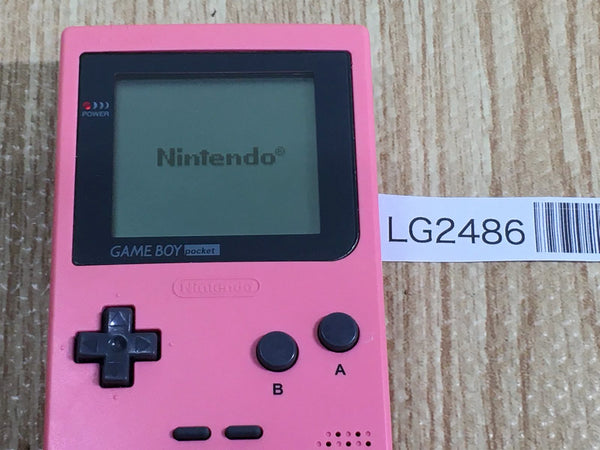 POWER
Nintendo®
GAME BOY pocket
LG2486
Nintendo
A
B